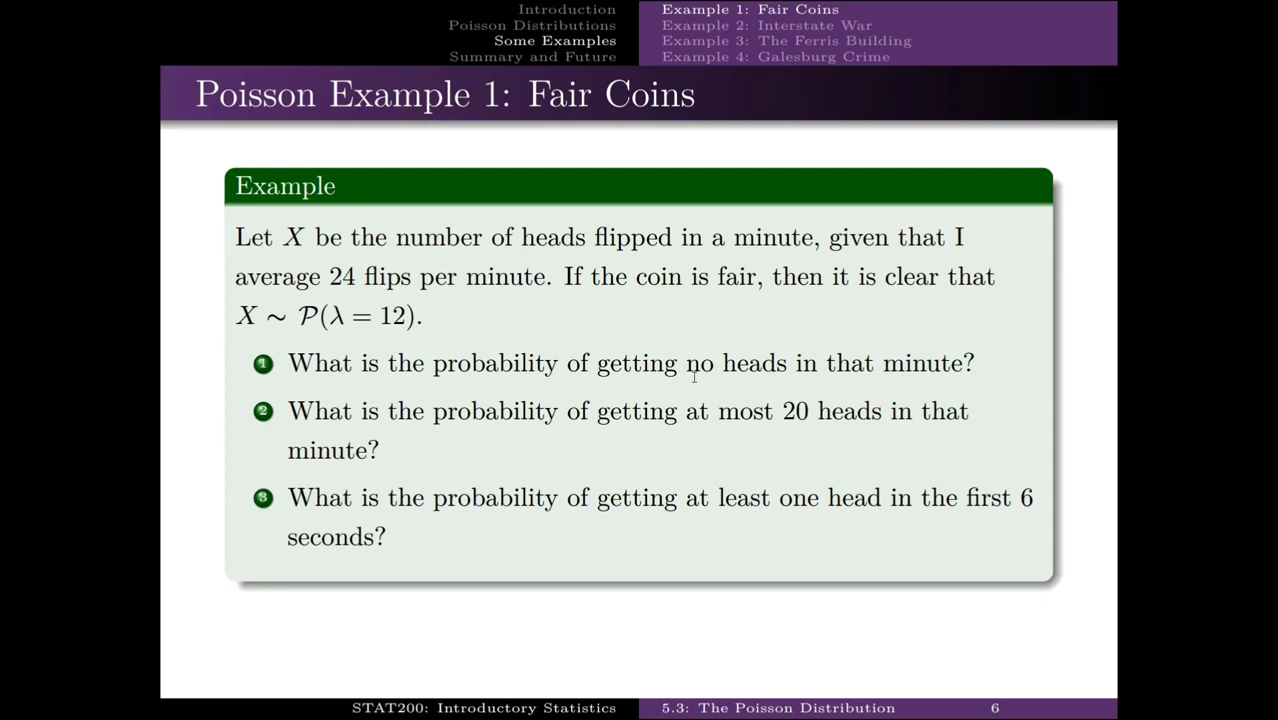 Introduction
Poisson Distributions
Some Examples
Summary and Future
Example 1: Fair Coins
Example 2: Interstate War
Example 3: The Ferris Building
Example 4: Galesburg Crime
Poisson Example 1: Fair Coins
Example
Let X be the number of heads flipped in a minute, given that I
average 24 flips per minute. If the coin is fair, then it is clear that
X ∼ 𝒫(λ = 12).
1 What is the probability of getting no heads in that minute?
2 What is the probability of getting at most 20 heads in that
minute?
3 What is the probability of getting at least one head in the first 6
seconds?
STAT200: Introductory Statistics
5.3: The Poisson Distribution 6